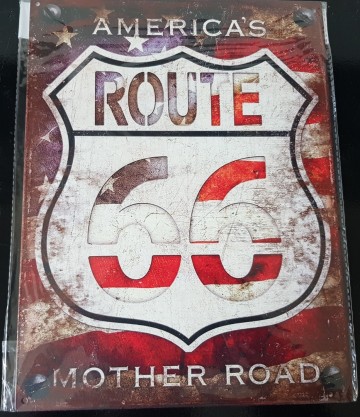 AMERICA'S
ROUTE
66
MOTHER ROAD